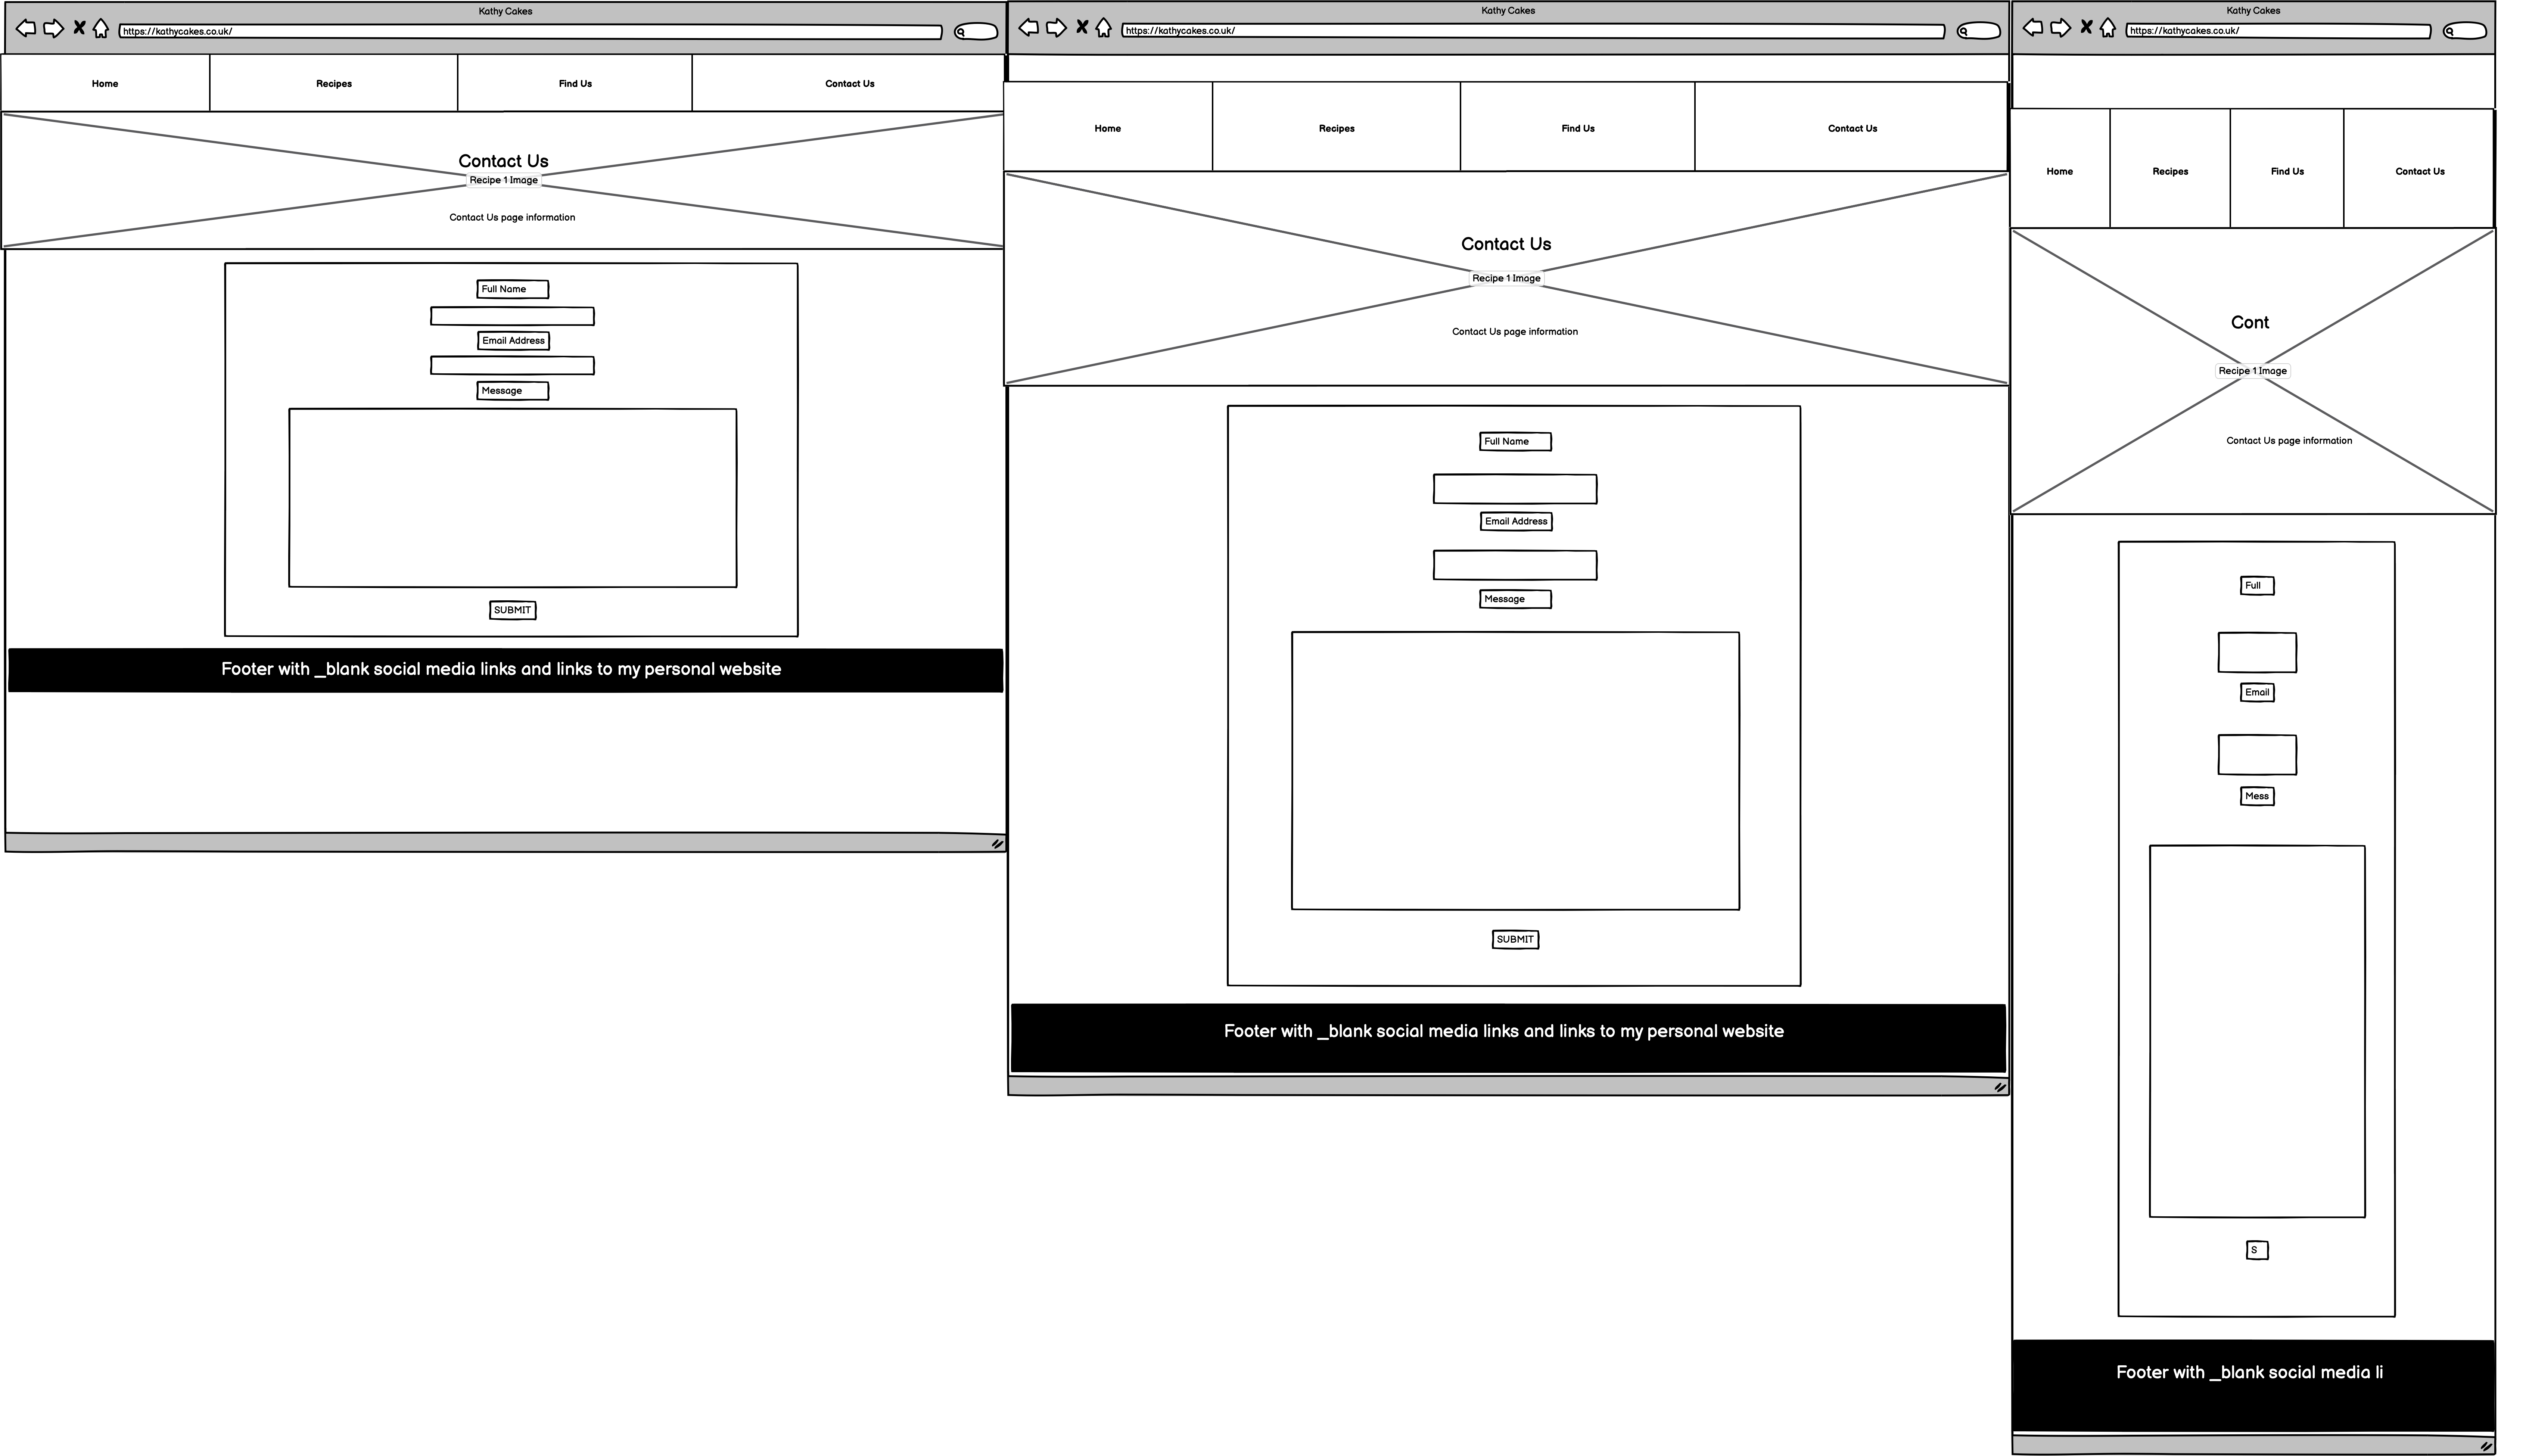 Kathy Cakes
https://kathycakes.co.uk/
Home
Recipes
Find Us
Contact Us
Contact Us
Recipe 1 Image
Contact Us page information
Full Name
Email Address
Message
SUBMIT
Footer with _blank social media links and links to my personal website
Kathy Cakes
https://kathycakes.co.uk/
Home
Recipes
Find Us
Contact Us
Contact Us
Recipe 1 Image
Contact Us page information
Full Name
Email Address
Message
SUBMIT
Footer with _blank social media links and links to my personal website
Kathy Cakes
https://kathycakes.co.uk/
Home
Recipes
Find Us
Contact Us
Cont
Recipe 1 Image
Contact Us page information
Full
Email
Mess
S
Footer with _blank social media li